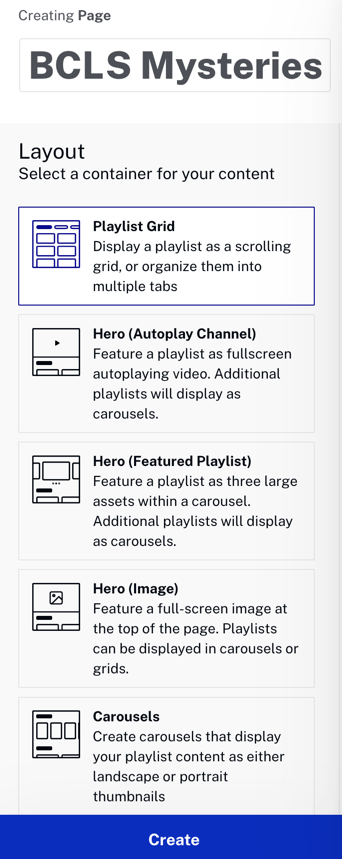 Creating Page
BCLS Mysteries
Layout
Select a container for your content
Playlist Grid
Display a playlist as a scrolling
grid, or organize them into
multiple tabs
Hero (Autoplay Channel)
Feature a playlist as fullscreen
autoplaying video. Additional
playlists will display as
carousels.
Hero (Featured Playlist)
Feature a playlist as three large
assets within a carousel.
Additional playlists will display
as carousels.
Hero (Image)
Feature a full-screen image at
the top of the page. Playlists
can be displayed in carousels or
grids.
Carousels
Create carousels that display
your playlist content as either
landscape or portrait
thumbnails
Create